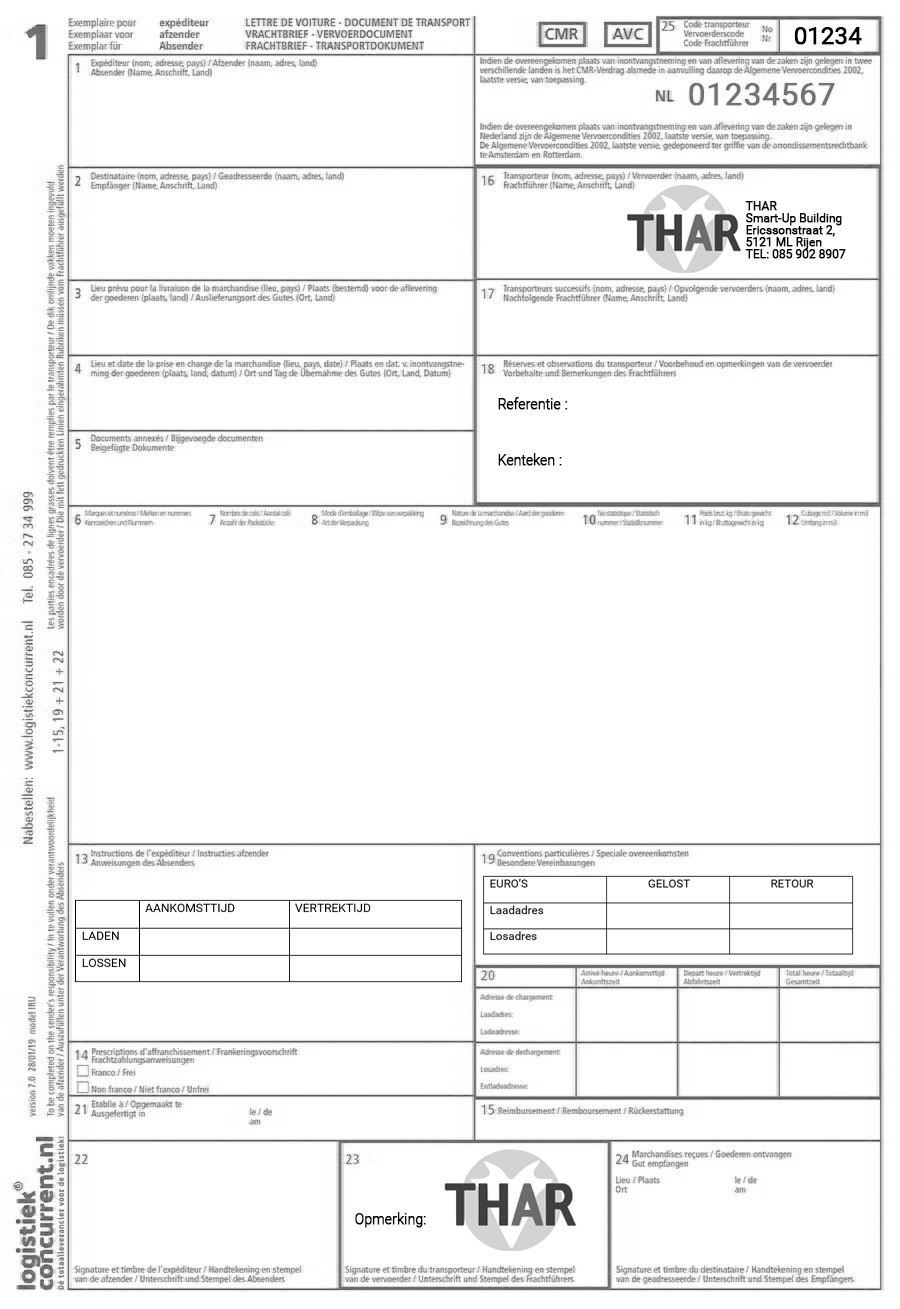 1
Exemplaire pour expéditeur
Exemplaar voor afzender
Exemplar für Absender
LETTRE DE VOITURE - DOCUMENT DE TRANSPORT
VRACHTBRIEF - VERVOERDOCUMENT
FRACHTBRIEF - TRANSPORTDOKUMENT
CMR
AVC
25 Code transporteur
Vervoerderscode
Code Frachtführer
No
Nr
01234
1 Expéditeur (nom, adresse, pays) / Afzender (naam, adres, land)
Absender (Name, Anschrift, Land)
Indien de overeengekomen plaats van inontvangstneming en van aflevering van de zaken zijn gelegen in twee
verschillende landen is het CMR-Verdrag alsmede in aanvulling daarop de Algemene Vervoercondities 2002,
laatste versie, van toepassing.
NL 01234567
Indien de overeengekomen plaats van inontvangstneming en van aflevering van de zaken zijn gelegen in
Nederland zijn de Algemene Vervoercondities 2002, laatste versie, van toepassing.
De Algemene Vervoercondities 2002, laatste versie, gedeponeerd ter griffie van de arrondissementsrechtbank
te Amsterdam en Rotterdam.
2 Destinataire (nom, adresse, pays) / Geadresseerde (naam, adres, land)
Empfänger (Name, Anschrift, Land)
16 Transporteur (nom, adresse, pays) / Vervoerder (naam, adres, land)
Frachtführer (Name, Anschrift, Land)
THAR
THAR
Smart-Up Building
Ericssonstraat 2,
5121 ML Rijen
TEL: 085 902 8907
3 Lieu prévu pour la livraison de la marchandise (lieu, pays) / Plaats (bestemd) voor de aflevering
der goederen (plaats, land) / Auslieferungsort des Gutes (Ort, Land)
17 Transporteurs successifs (nom, adresse, pays) / Opvolgende vervoerders (naam, adres, land)
Nachfolgende Frachtführer (Name, Anschrift, Land)
4 Lieu et date de la prise en charge de la marchandise (lieu, pays, date) / Plaats en dat. v. inontvangstne-
ming der goederen (plaats, land, datum) / Ort und Tag de Übernahme des Gutes (Ort, Land, Datum)
18 Réserves et observations du transporteur / Voorbehoud en opmerkingen van de vervoerder
Vorbehalte und Bemerkungen des Frachtführers
Referentie :
Kenteken :
5 Documents annexés / Bijgevoegde documenten
Beigefügte Dokumente
6 Marques et numéros / Merken en nummers
Kennzeichen und Nummern
7 Nombre de colis / Aantal colli
Anzahl der Packstücke
8 Mode d'emballage / Wijze van verpakking
Art der Verpackung
9 Nature de la marchandise / Aard der goederen
Bezeichnung des Gutes
10 No statistique / Statistisch
nummer / Statistiknummer
11 Poids brut, kg / Bruto gewicht
in kg / Bruttogewicht in kg
12 Cubage m3 / Volume in m3
Umfang in m3
13 Instructions de l'expéditeur / Instructies afzender
Anweisungen des Absenders
AANKOMSTTIJD VERTREKTIJD
LADEN
LOSSEN
19 Conventions particulières / Speciale overeenkomsten
Besondere Vereinbarungen
EURO'S GELOST RETOUR
Laadadres
Losadres
20
Arrivé heure / Aankomsttijd
Ankunftszeit
Depart heure / Vertrektijd
Abfahrtszeit
Total heure / Totaaltijd
Gesamtzeit
Adresse de chargement:
Laadadres:
Ladeadresse:
Adresse de dechargement:
Losadres:
Entladeadresse:
14 Prescriptions d'affranchissement / Frankeringsvoorschrift
Frachtzahlungsanweisungen
Franco / Frei
Non franco / Niet franco / Unfrei
21 Etablie à / Opgemaakt te
Ausgefertigt in
le / de
am
15 Reimbursement / Remboursement / Rückerstattung
22
Signature et timbre de l'expéditeur / Handtekening en stempel
van de afzender / Unterschrift und Stempel des Absenders
23
THAR
Opmerking:
Signature et timbre du transporteur / Handtekening en stempel
van de vervoerder / Unterschrift und Stempel des Frachtführers
24 Marchandises reçues / Goederen ontvangen
Gut empfangen
Lieu / Plaats
Ort
le / de
am
Signature et timbre du destinataire / Handtekening en stempel
van de geadresseerde / Unterschrift und Stempel des Empfängers
Les parties encadrées de lignes grasses doivent être remplies par le transporteur / De dik omlijnde vakken moeten ingevuld
worden door de vervoerder / Die mit fett gedruckten Linien eingerahmten Rubriken müssen vom Frachtführer ausgefüllt werden
1-15, 19 + 21 + 22
To be completed on the sender's responsibility / In te vullen onder verantwoordelijkheid
van de afzender / Auszufüllen unter der Verantwortung des Absenders
Nabestellen: www.logistiekconcurrent.nl Tel. 085 - 27 34 999
version 7.0 28/01/19 model IRU
logistiek®
concurrent.nl
Dé totaalleverancier voor de logistiek!